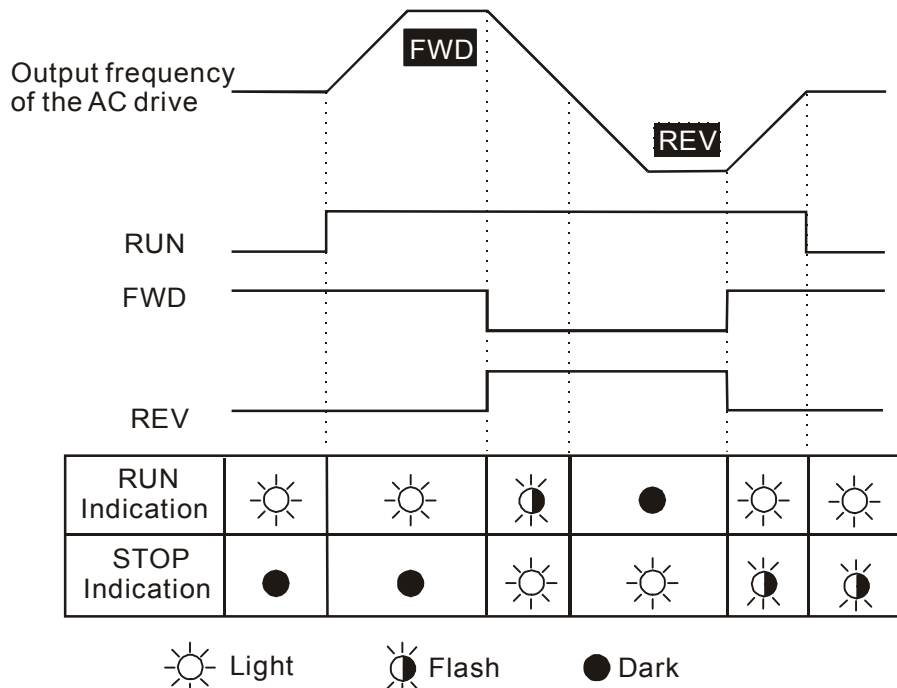 FWD
Output frequency
of the AC drive
REV
RUN
FWD
REV
RUN
Indication
STOP
Indication
Light
Flash
Dark